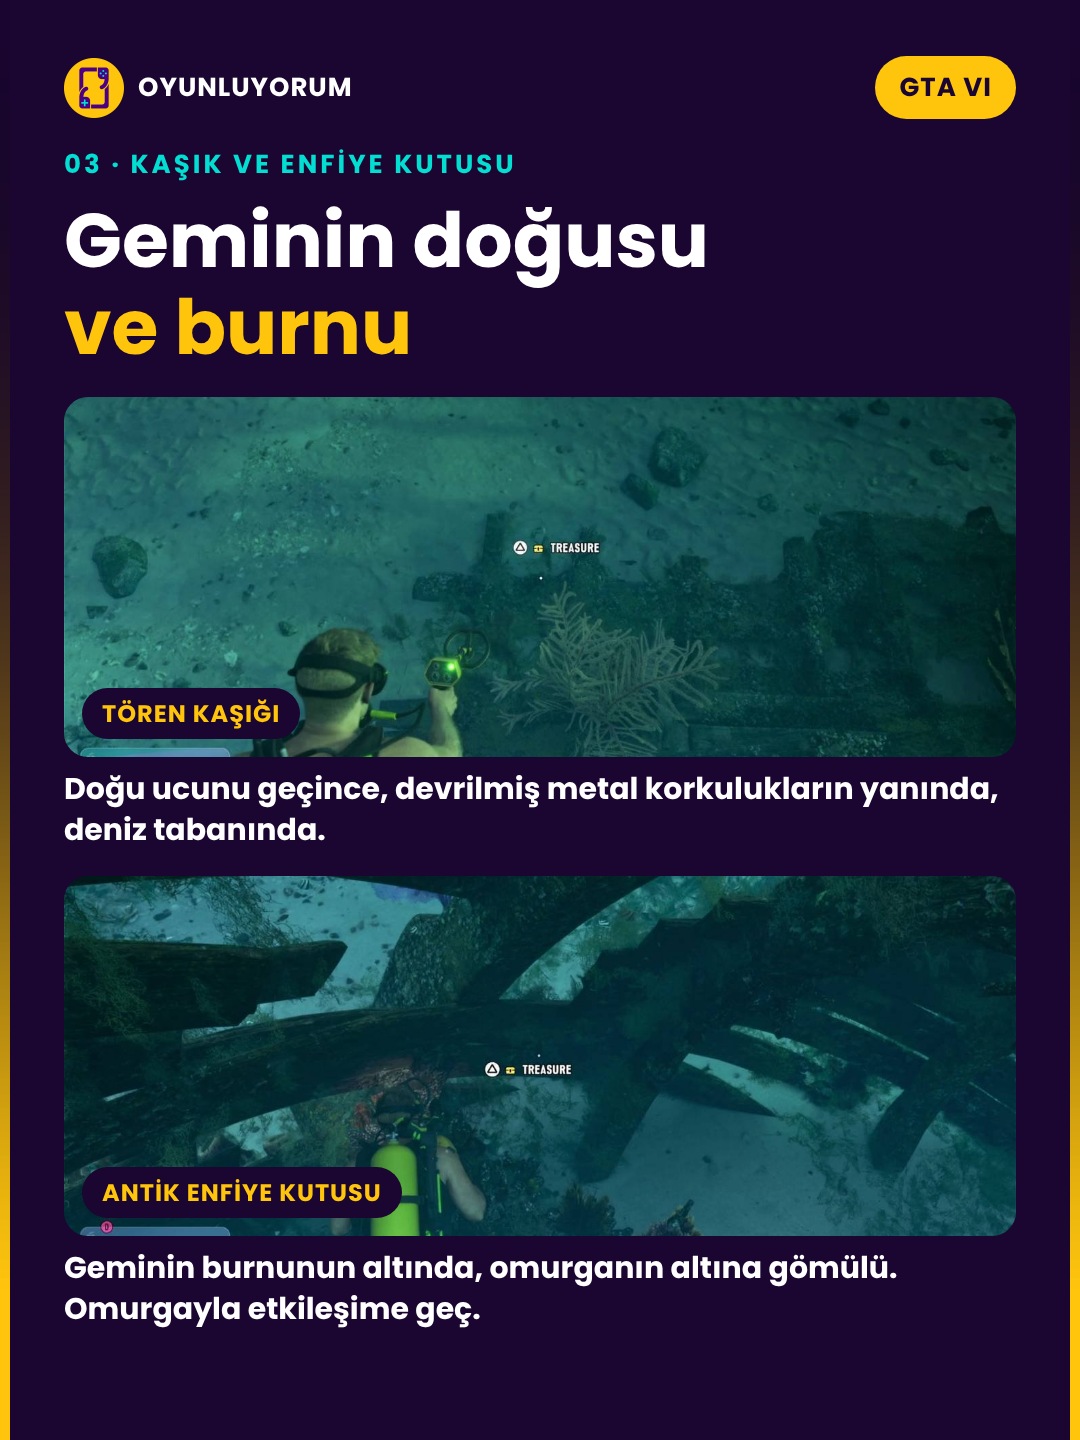 OYUNLUYORUM
GTA VI
03 · KAŞIK VE ENFİYE KUTUSU
Geminin doğusu
ve burnu
TREASURE
TÖREN KAŞIĞI
Doğu ucunu geçince, devrilmiş metal korkulukların yanında,
deniz tabanında.
TREASURE
ANTİK ENFİYE KUTUSU
Geminin burnunun altında, omurganın altına gömülü.
Omurgayla etkileşime geç.